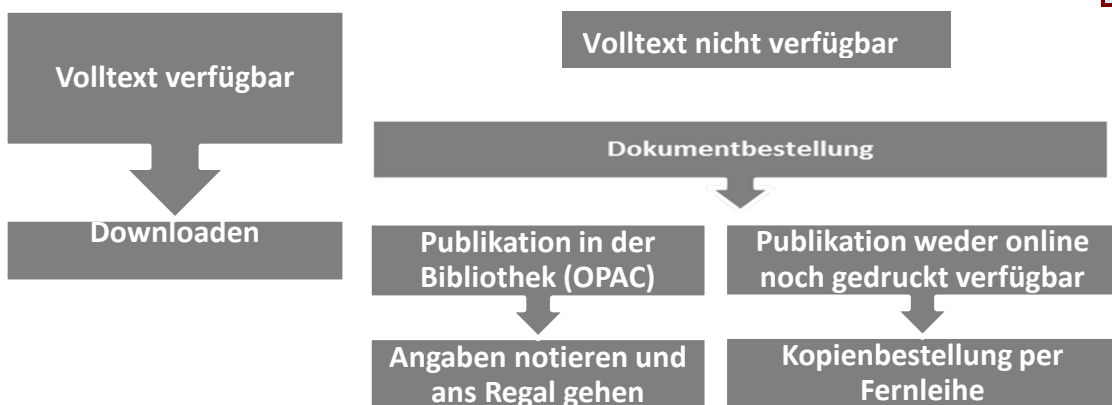 Volltext verfügbar
Downloaden
Volltext nicht verfügbar
Dokumentbestellung
Publikation in der
Bibliothek (OPAC)
Angaben notieren und
ans Regal gehen
Publikation weder online
noch gedruckt verfügbar
Kopienbestellung per
Fernleihe